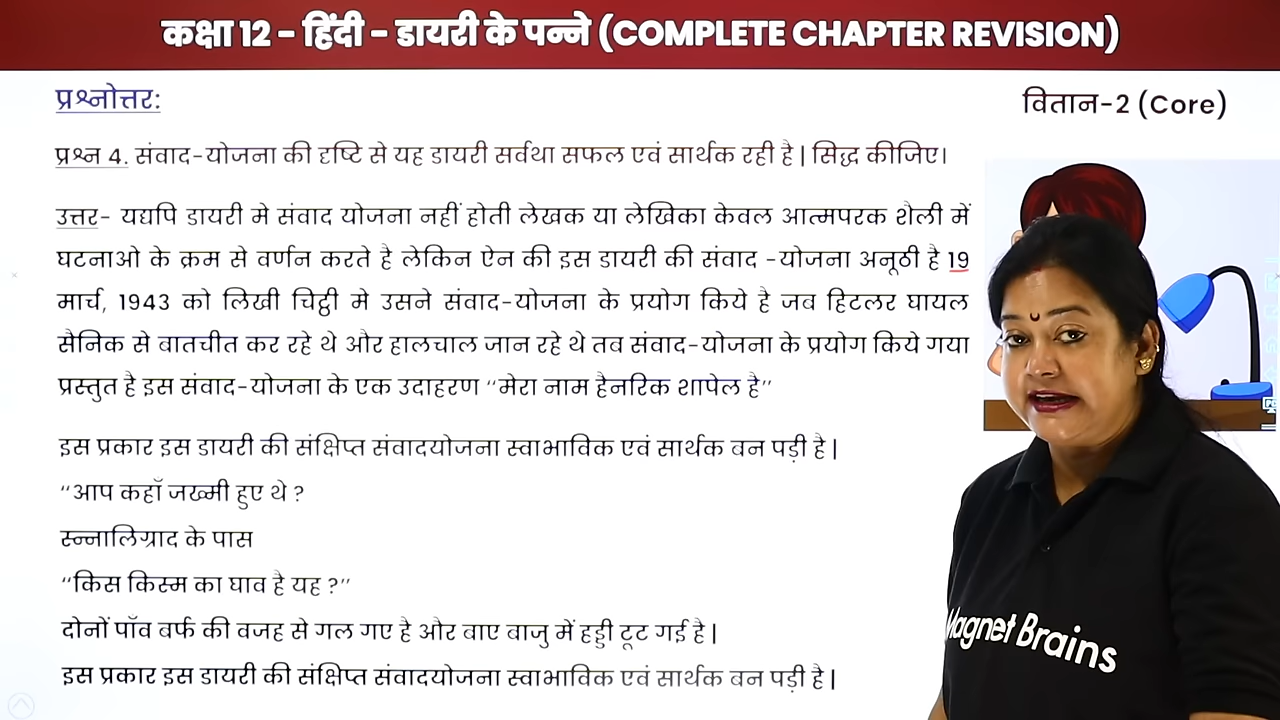 कक्षा 12 - हिंदी - डायरी के पन्ने (COMPLETE CHAPTER REVISION)
प्रश्नोत्तर:
वितान-2 (Core)
प्रश्न 4. संवाद-योजना की दृष्टि से यह डायरी सर्वथा सफल एवं सार्थक रही है | सिद्ध कीजिए।
उत्तर- यद्यपि डायरी मे संवाद योजना नहीं होती लेखक या लेखिका केवल आत्मपरक शैली में
घटनाओ के क्रम से वर्णन करते है लेकिन ऐन की इस डायरी की संवाद -योजना अनूठी है 19
मार्च, 1943 को लिखी चिट्ठी मे उसने संवाद-योजना के प्रयोग किये है जब हिटलर घायल
सैनिक से बातचीत कर रहे थे और हालचाल जान रहे थे तब संवाद-योजना के प्रयोग किये गया
प्रस्तुत है इस संवाद-योजना के एक उदाहरण "मेरा नाम हैनरिक शापेल है"
इस प्रकार इस डायरी की संक्षिप्त संवादयोजना स्वाभाविक एवं सार्थक बन पड़ी है |
"आप कहाँ जख्मी हुए थे ?
स्न्नालिग्राद के पास
"किस किस्म का घाव है यह ?"
दोनों पाँव बर्फ की वजह से गल गए है और बाए बाजु में हड्डी टूट गई है |
इस प्रकार इस डायरी की संक्षिप्त संवादयोजना स्वाभाविक एवं सार्थक बन पड़ी है |
Magnet Brains